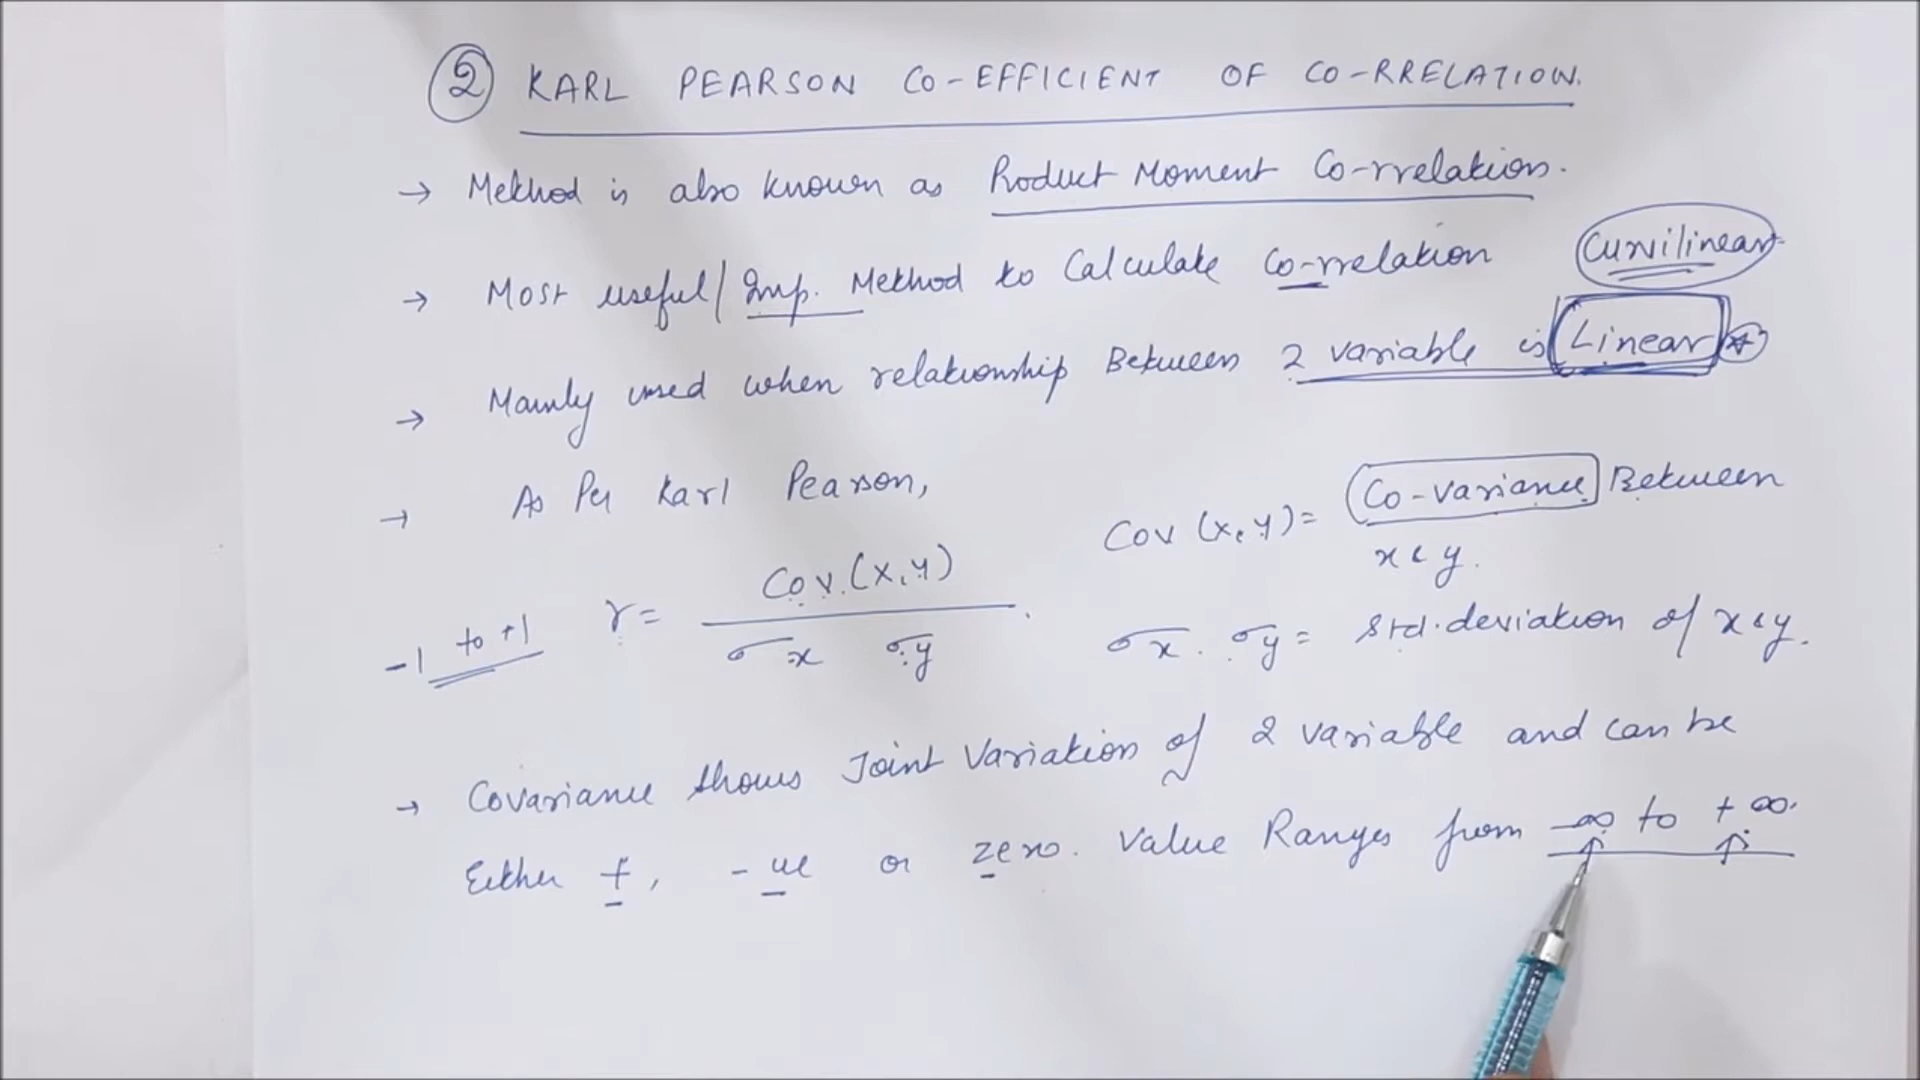 ② KARL PEARSON CO-EFFICIENT OF CO-RRELATION.
→ Method is also known as Product Moment Co-rrelation.
→ Most useful/Imp. Method to Calculate Co-rrelation Curvilinear
→ Mainly used when relationship Between 2 variable is Linear
→ As Per Karl Pearson,
Cov (x,y) = Co-variance Between x & y.
-1 to +1 r = Cov.(x,y) / σx σy
σx. σy = Std. deviation of x & y.
→ Covariance shows Joint Variation of 2 variable and can be
Either +, -ve or zero. Value Ranges from -∞ to +∞.